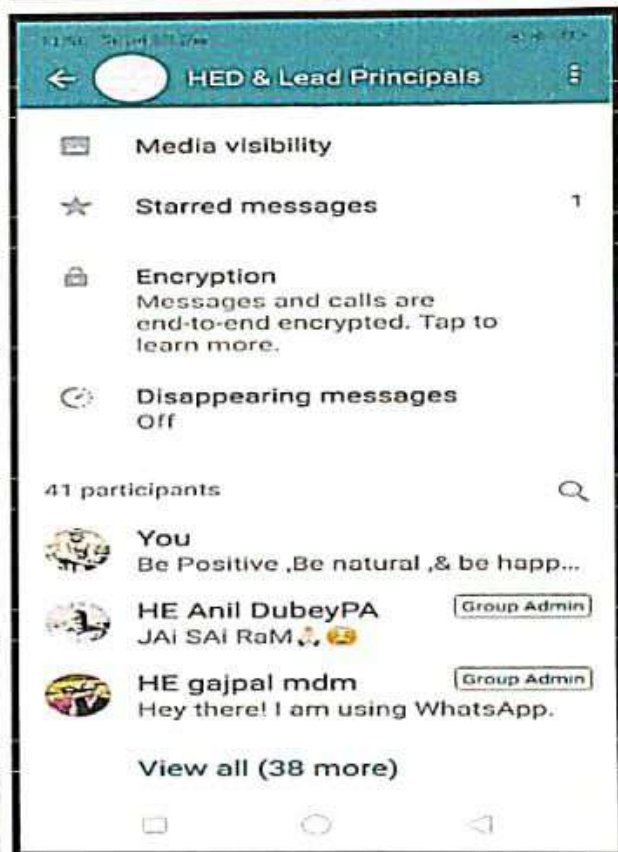 HED & Lead Principals
Media visibility
Starred messages 1
Encryption
Messages and calls are
end-to-end encrypted. Tap to
learn more.
Disappearing messages
Off
41 participants
You
Be Positive ,Be natural ,& be happ...
HE Anil DubeyPA Group Admin
JAi SAi RaM🙏🏻😥
HE gajpal mdm Group Admin
Hey there! I am using WhatsApp.
View all (38 more)